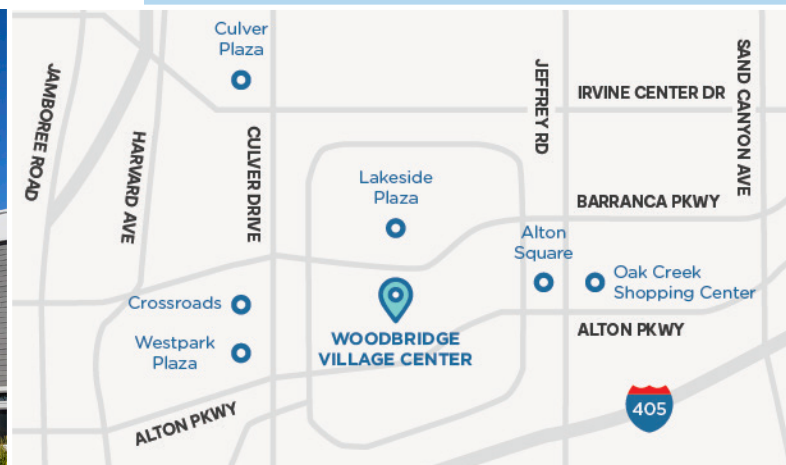 Culver
Plaza
JAMBOREE ROAD
HARVARD AVE
CULVER DRIVE
JEFFREY RD
SAND CANYON AVE
IRVINE CENTER DR
Lakeside
Plaza
BARRANCA PKWY
Alton
Square
Oak Creek
Shopping Center
Crossroads
WOODBRIDGE
VILLAGE CENTER
ALTON PKWY
Westpark
Plaza
ALTON PKWY
405